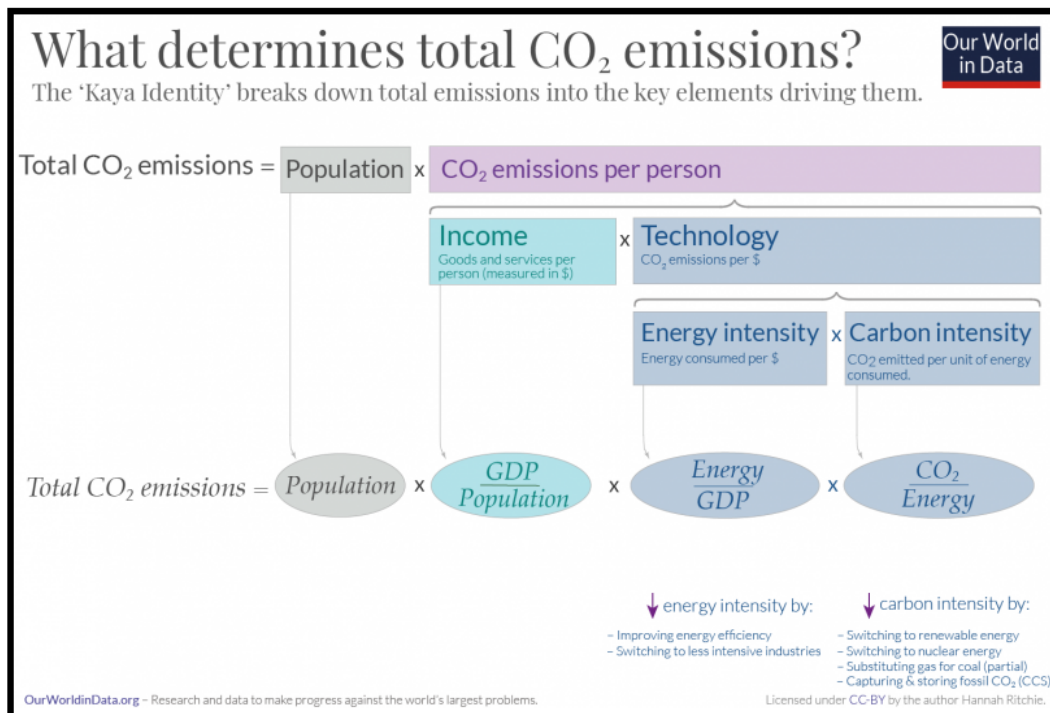 What determines total CO₂ emissions?
Our World
in Data
The ‘Kaya Identity’ breaks down total emissions into the key elements driving them.
Total CO₂ emissions = Population x CO₂ emissions per person
Income x Technology
Goods and services per
person (measured in $)
CO₂ emissions per $
Energy intensity x Carbon intensity
Energy consumed per $
CO2 emitted per unit of energy
consumed.
Total CO₂ emissions = Population x GDP/Population x Energy/GDP x CO₂/Energy
↓ energy intensity by:
– Improving energy efficiency
– Switching to less intensive industries
↓ carbon intensity by:
– Switching to renewable energy
– Switching to nuclear energy
– Substituting gas for coal (partial)
– Capturing & storing fossil CO₂ (CCS)
OurWorldinData.org – Research and data to make progress against the world’s largest problems.
Licensed under CC-BY by the author Hannah Ritchie.